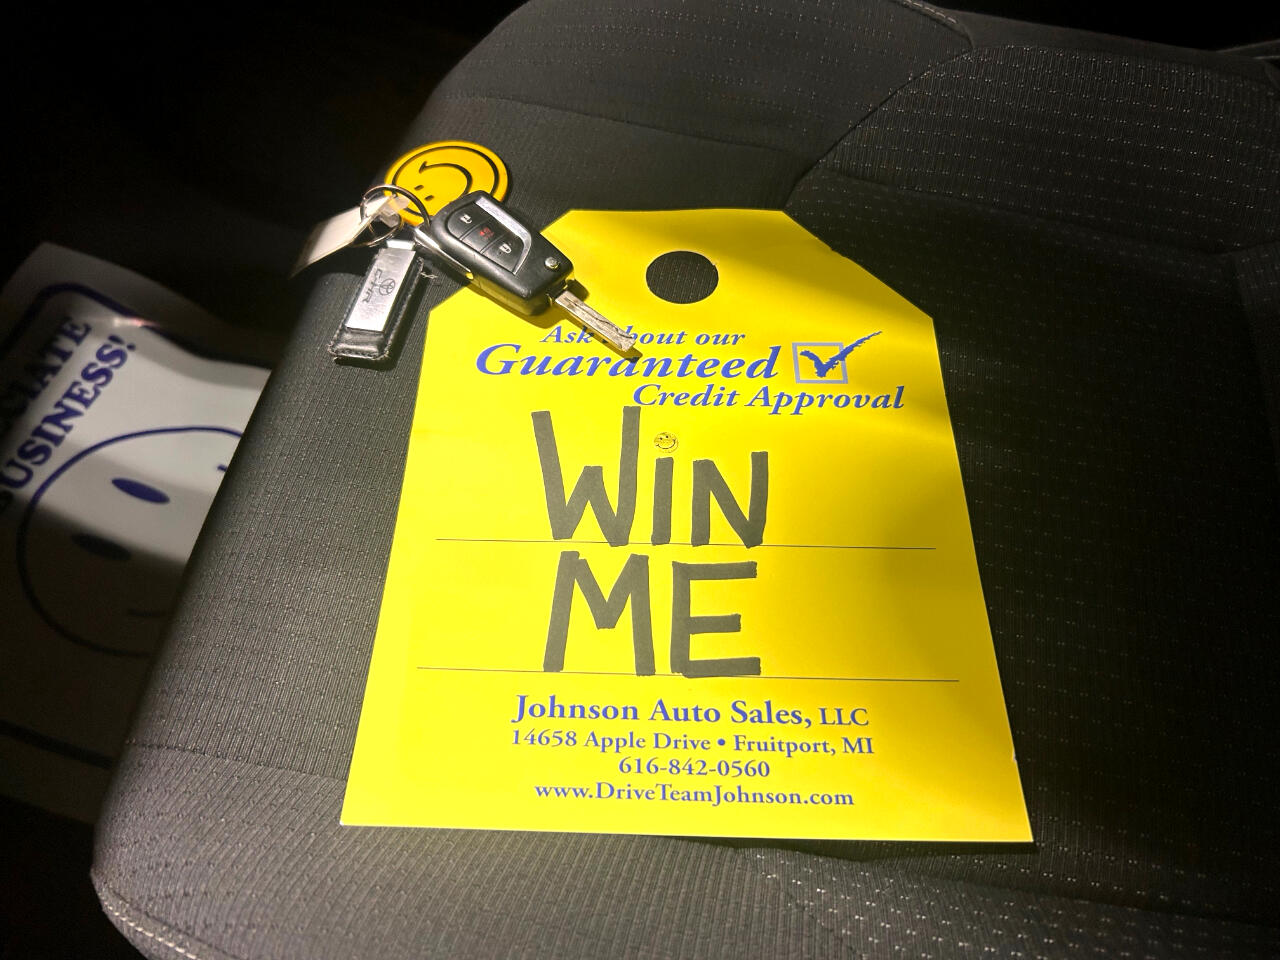 Ask About our
Guaranteed
Credit Approval
WiN
ME
Johnson Auto Sales, LLC
14658 Apple Drive • Fruitport, MI
616-842-0560
www.DriveTeamJohnson.com
C-HR
BUSINESS!